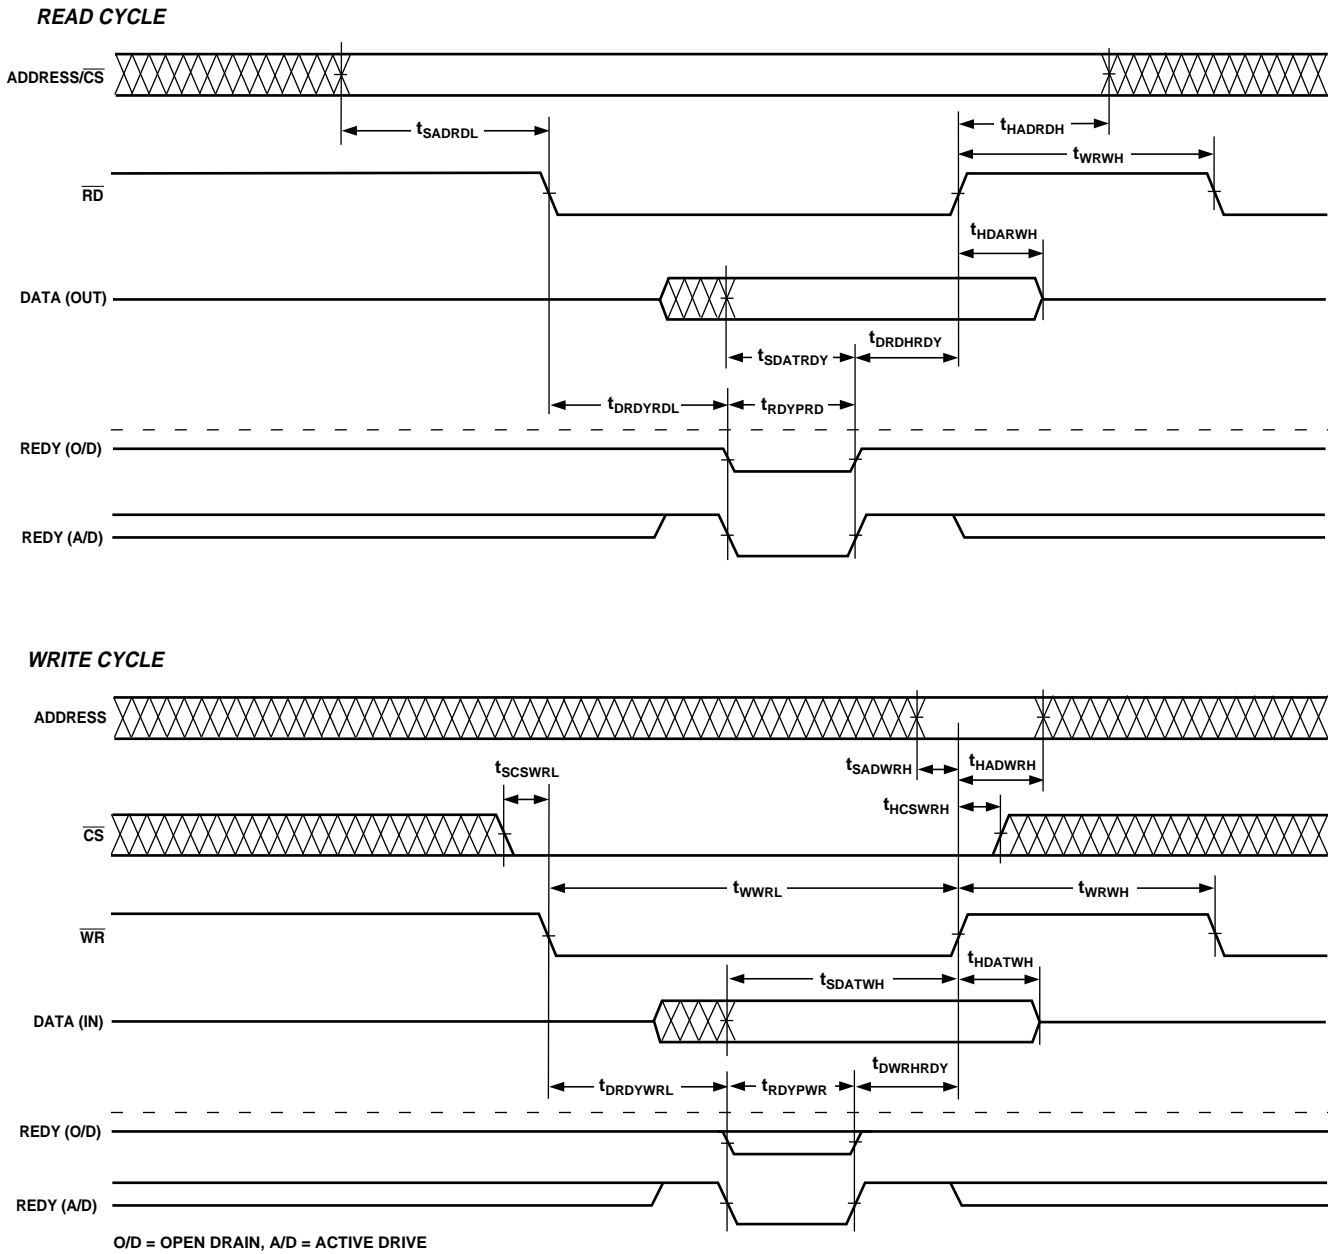 READ CYCLE
ADDRESS/CS
tSADRDL
tHADRDH
tWRWH
RD
tHDARWH
DATA (OUT)
tDRDHRDY
tSDATRDY
tDRDYRDL
tRDYPRD
REDY (O/D)
REDY (A/D)
WRITE CYCLE
ADDRESS
tSCSWRL
tSADWRH
tHADWRH
tHCSWRH
CS
tWWRL
tWRWH
WR
tHDATWH
tSDATWH
DATA (IN)
tDWRHRDY
tDRDYWRL
tRDYPWR
REDY (O/D)
REDY (A/D)
O/D = OPEN DRAIN, A/D = ACTIVE DRIVE